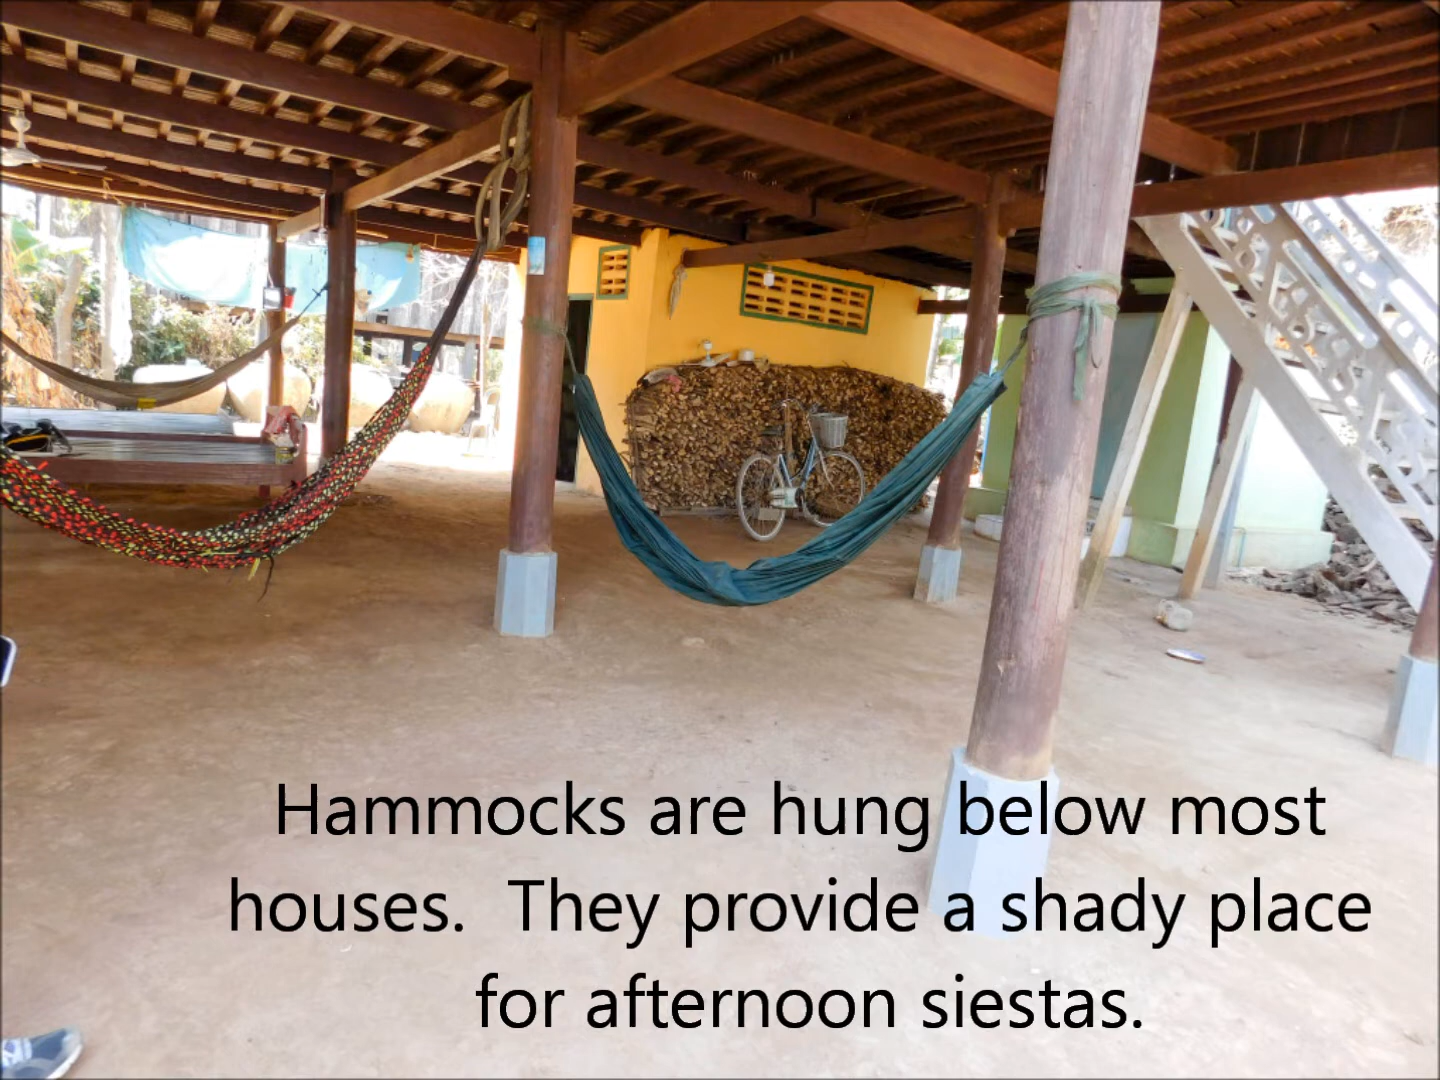 Hammocks are hung below most
houses.  They provide a shady place
for afternoon siestas.